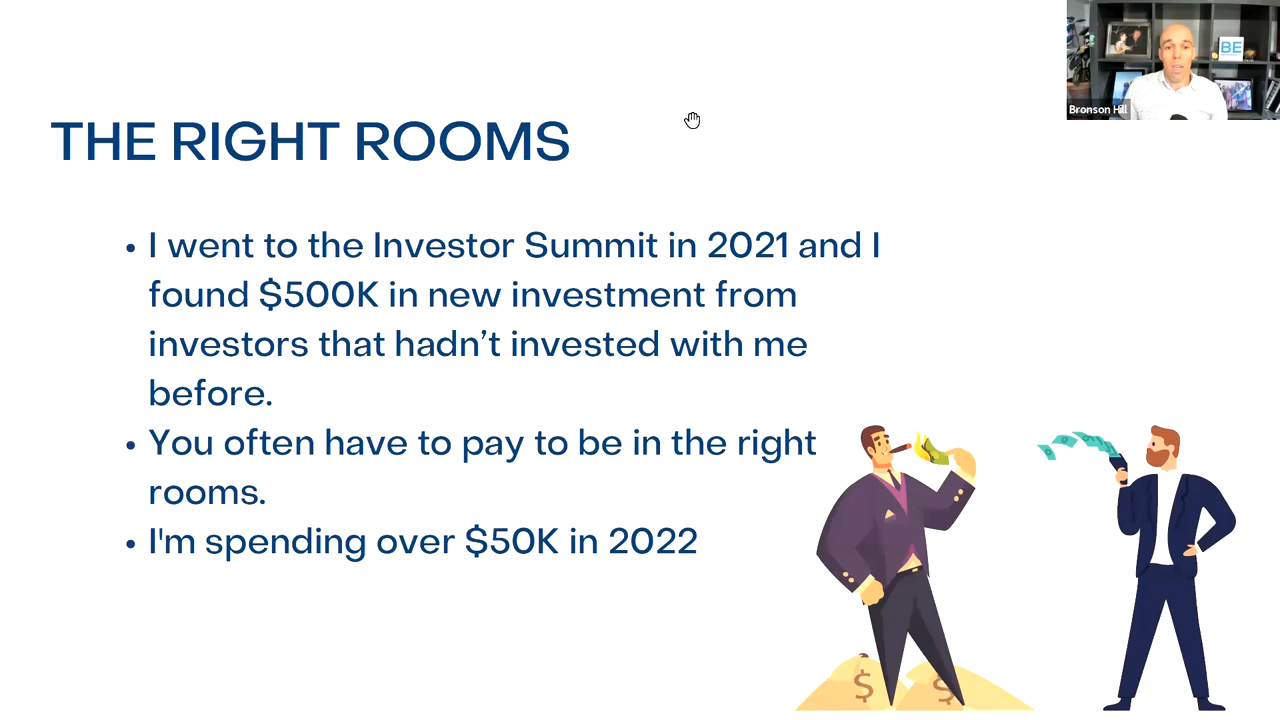 BE
Bronson Hill
THE RIGHT ROOMS
• I went to the Investor Summit in 2021 and I
found $500K in new investment from
investors that hadn’t invested with me
before.
• You often have to pay to be in the right
rooms.
• I'm spending over $50K in 2022
$ $